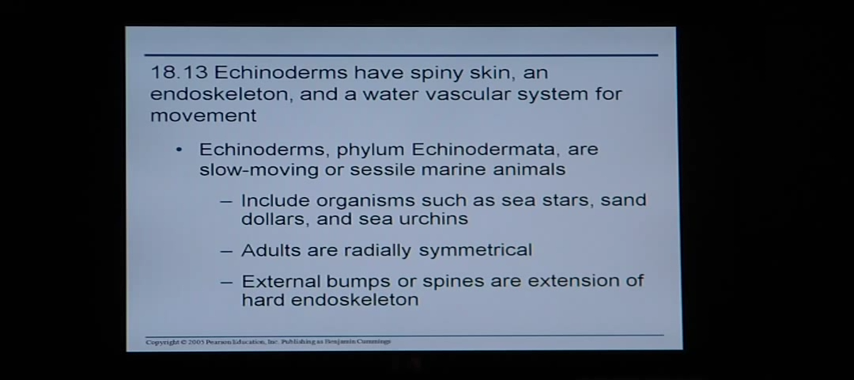 18.13 Echinoderms have spiny skin, an
endoskeleton, and a water vascular system for
movement
• Echinoderms, phylum Echinodermata, are
slow-moving or sessile marine animals
– Include organisms such as sea stars, sand
dollars, and sea urchins
– Adults are radially symmetrical
– External bumps or spines are extension of
hard endoskeleton
Copyright © 2005 Pearson Education, Inc. Publishing as Benjamin Cummings